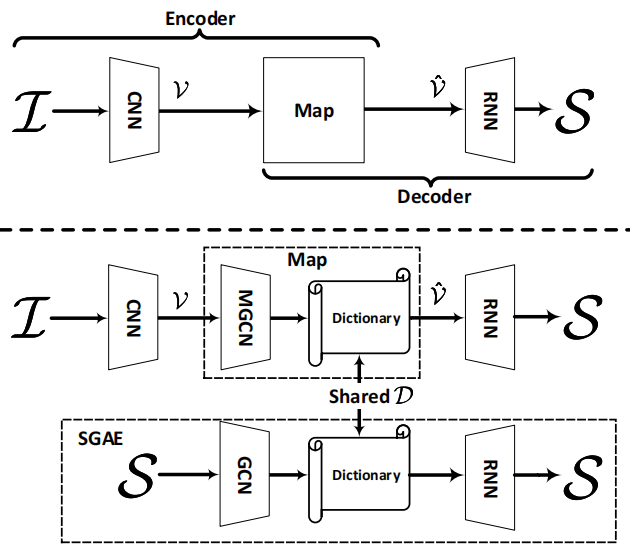 Encoder
𝓘 CNN 𝒱 Map 𝒱̂ RNN 𝓢
Decoder
Map
𝓘 CNN 𝒱 MGCN Dictionary 𝒱̂ RNN 𝓢
Shared 𝒟
SGAE
𝓢 GCN Dictionary RNN 𝓢